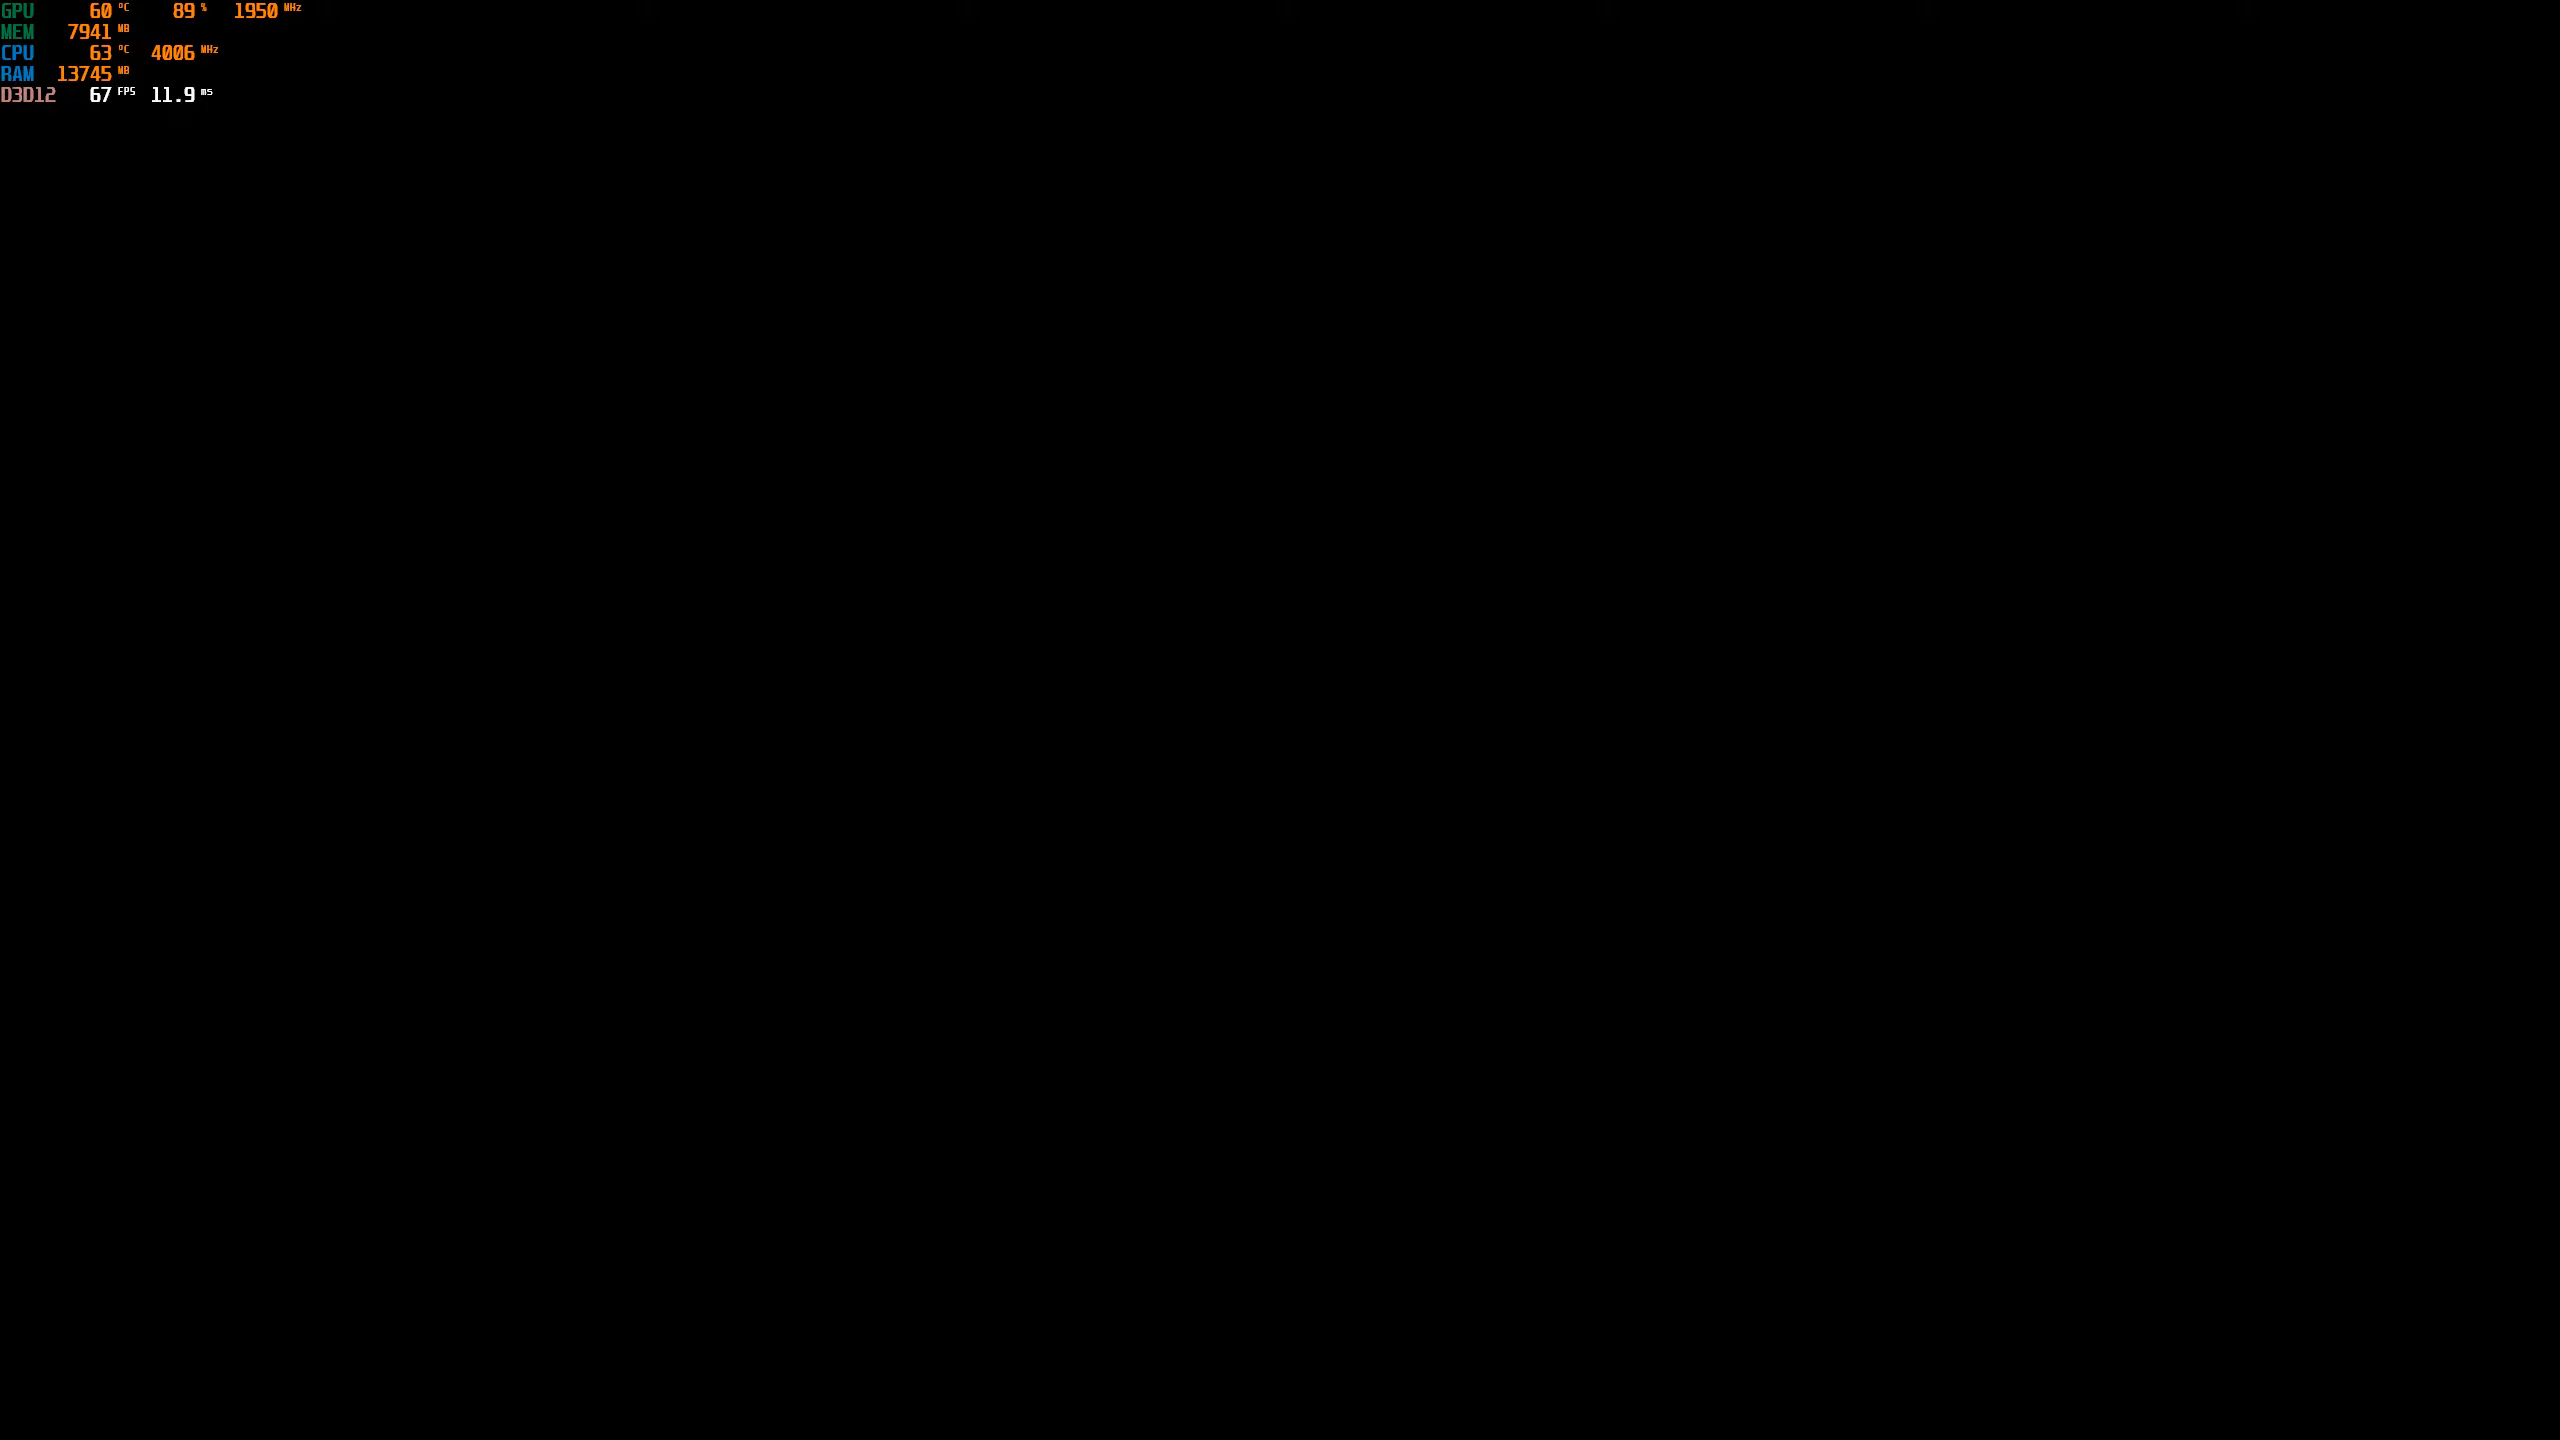 GPU 60 °C 89 % 1950 MHz
MEM 7941 MB
CPU 63 °C 4006 MHz
RAM 13745 MB
D3D12 67 FPS 11.9 ms